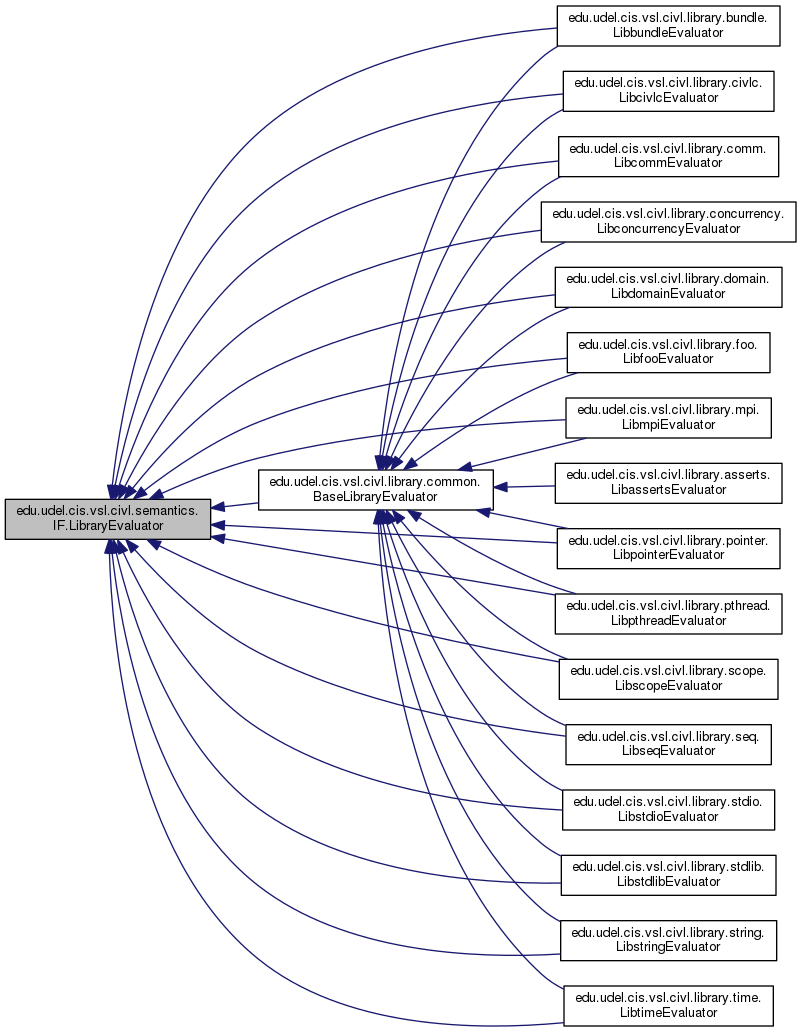 edu.udel.cis.vsl.civl.library.bundle.
LibbundleEvaluator
edu.udel.cis.vsl.civl.library.civlc.
LibcivlcEvaluator
edu.udel.cis.vsl.civl.library.comm.
LibcommEvaluator
edu.udel.cis.vsl.civl.library.concurrency.
LibconcurrencyEvaluator
edu.udel.cis.vsl.civl.library.domain.
LibdomainEvaluator
edu.udel.cis.vsl.civl.library.foo.
LibfooEvaluator
edu.udel.cis.vsl.civl.library.mpi.
LibmpiEvaluator
edu.udel.cis.vsl.civl.library.common.
BaseLibraryEvaluator
edu.udel.cis.vsl.civl.library.asserts.
LibassertsEvaluator
edu.udel.cis.vsl.civl.semantics.
IF.LibraryEvaluator
edu.udel.cis.vsl.civl.library.pointer.
LibpointerEvaluator
edu.udel.cis.vsl.civl.library.pthread.
LibpthreadEvaluator
edu.udel.cis.vsl.civl.library.scope.
LibscopeEvaluator
edu.udel.cis.vsl.civl.library.seq.
LibseqEvaluator
edu.udel.cis.vsl.civl.library.stdio.
LibstdioEvaluator
edu.udel.cis.vsl.civl.library.stdlib.
LibstdlibEvaluator
edu.udel.cis.vsl.civl.library.string.
LibstringEvaluator
edu.udel.cis.vsl.civl.library.time.
LibtimeEvaluator